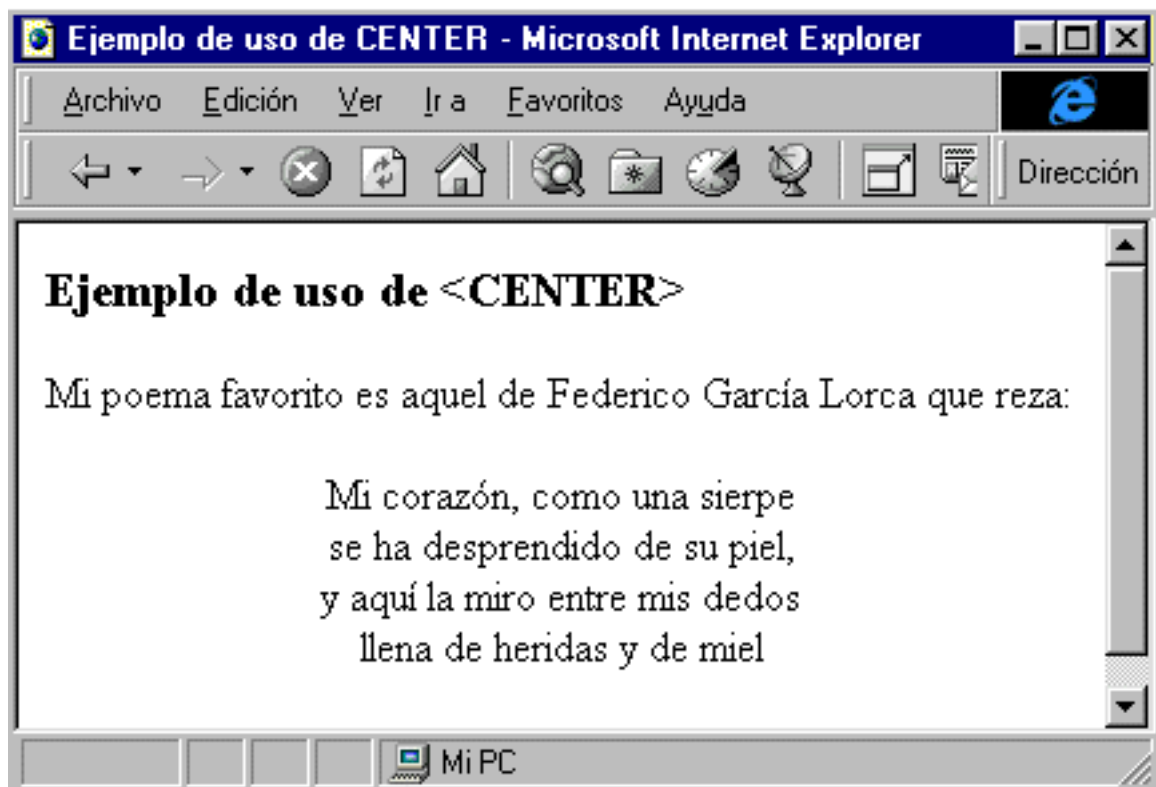 Ejemplo de uso de CENTER - Microsoft Internet Explorer
Archivo Edición Ver Ir a Favoritos Ayuda
Dirección
Ejemplo de uso de <CENTER>
Mi poema favorito es aquel de Federico García Lorca que reza:
Mi corazón, como una sierpe
se ha desprendido de su piel,
y aquí la miro entre mis dedos
llena de heridas y de miel
Mi PC